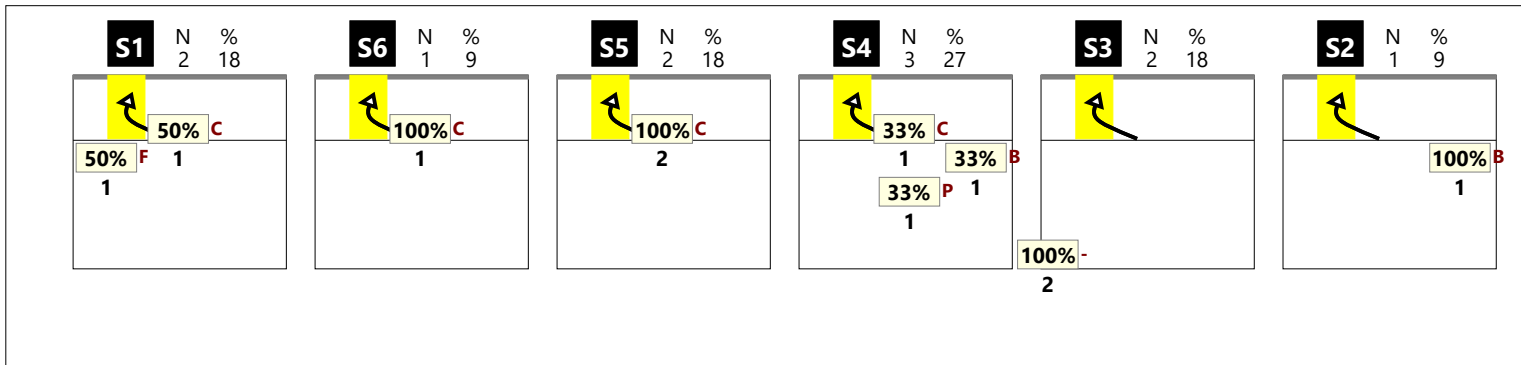 S1 N % 2 18
50% C
1
50% F
1
S6 N % 1 9
100% C
1
S5 N % 2 18
100% C
2
S4 N % 3 27
33% C
1
33% B
1
33% P
1
S3 N % 2 18
100% -
2
S2 N % 1 9
100% B
1